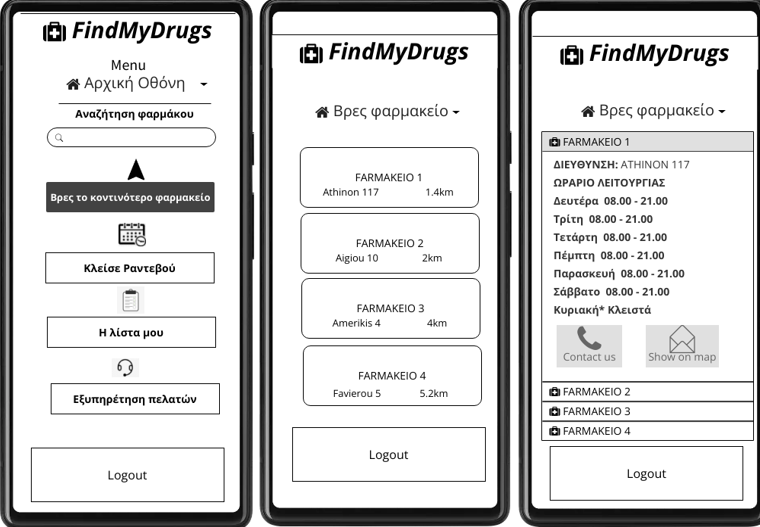 FindMyDrugs
Menu
Αρχική Οθόνη
Αναζήτηση φαρμάκου
Βρες το κοντινότερο φαρμακείο
Κλείσε Ραντεβού
Η λίστα μου
Εξυπηρέτηση πελατών
Logout
FindMyDrugs
Βρες φαρμακείο
FARMAKEIO 1
Athinon 117 1.4km
FARMAKEIO 2
Aigiou 10 2km
FARMAKEIO 3
Amerikis 4 4km
FARMAKEIO 4
Favierou 5 5.2km
Logout
FindMyDrugs
Βρες φαρμακείο
FARMAKEIO 1
ΔΙΕΥΘΥΝΣΗ: ATHINON 117
ΩΡΑΡΙΟ ΛΕΙΤΟΥΡΓΙΑΣ
Δευτέρα 08.00 - 21.00
Τρίτη 08.00 - 21.00
Τετάρτη 08.00 - 21.00
Πέμπτη 08.00 - 21.00
Παρασκευή 08.00 - 21.00
Σάββατο 08.00 - 21.00
Κυριακή* Κλειστά
Contact us
Show on map
FARMAKEIO 2
FARMAKEIO 3
FARMAKEIO 4
Logout